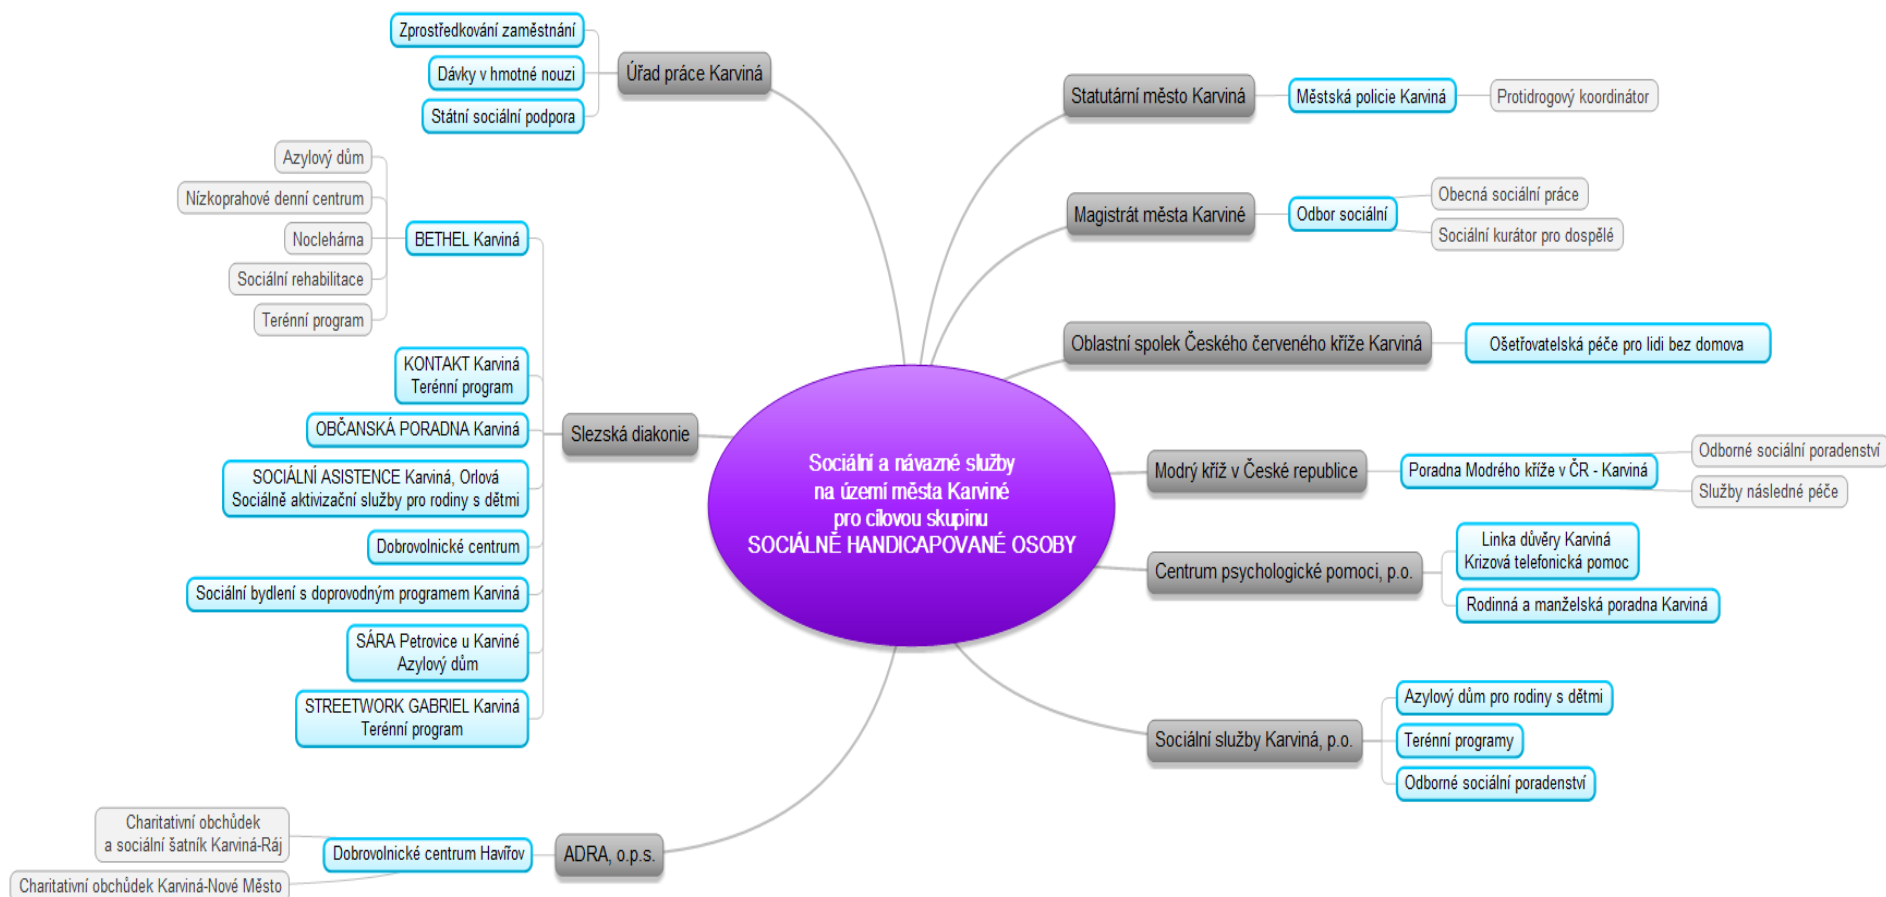 Sociální a návazné služby
na území města Karviné
pro cílovou skupinu
SOCIÁLNĚ HANDICAPOVANÉ OSOBY
Statutární město Karviná
Městská policie Karviná
Protidrogový koordinátor
Magistrát města Karviné
Odbor sociální
Obecná sociální práce
Sociální kurátor pro dospělé
Oblastní spolek Českého červeného kříže Karviná
Ošetřovatelská péče pro lidi bez domova
Modrý kříž v České republice
Poradna Modrého kříže v ČR - Karviná
Odborné sociální poradenství
Služby následné péče
Centrum psychologické pomoci, p.o.
Linka důvěry Karviná
Krizová telefonická pomoc
Rodinná a manželská poradna Karviná
Sociální služby Karviná, p.o.
Azylový dům pro rodiny s dětmi
Terénní programy
Odborné sociální poradenství
Úřad práce Karviná
Zprostředkování zaměstnání
Dávky v hmotné nouzi
Státní sociální podpora
Slezská diakonie
BETHEL Karviná
Azylový dům
Nízkoprahové denní centrum
Noclehárna
Sociální rehabilitace
Terénní program
KONTAKT Karviná
Terénní program
OBČANSKÁ PORADNA Karviná
SOCIÁLNÍ ASISTENCE Karviná, Orlová
Sociálně aktivizační služby pro rodiny s dětmi
Dobrovolnické centrum
Sociální bydlení s doprovodným programem Karviná
SÁRA Petrovice u Karviné
Azylový dům
STREETWORK GABRIEL Karviná
Terénní program
ADRA, o.p.s.
Dobrovolnické centrum Havířov
Charitativní obchůdek
a sociální šatník Karviná-Ráj
Charitativní obchůdek Karviná-Nové Město